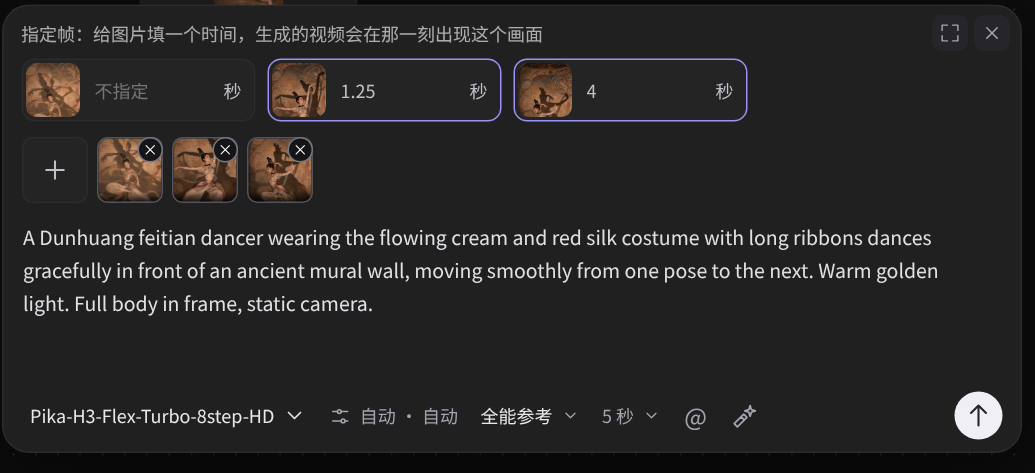 指定帧：给图片填一个时间，生成的视频会在那一刻出现这个画面
不指定 秒 1.25 秒 4 秒
A Dunhuang feitian dancer wearing the flowing cream and red silk costume with long ribbons dances
gracefully in front of an ancient mural wall, moving smoothly from one pose to the next. Warm golden
light. Full body in frame, static camera.
Pika-H3-Flex-Turbo-8step-HD 自动 · 自动 全能参考 5 秒 @